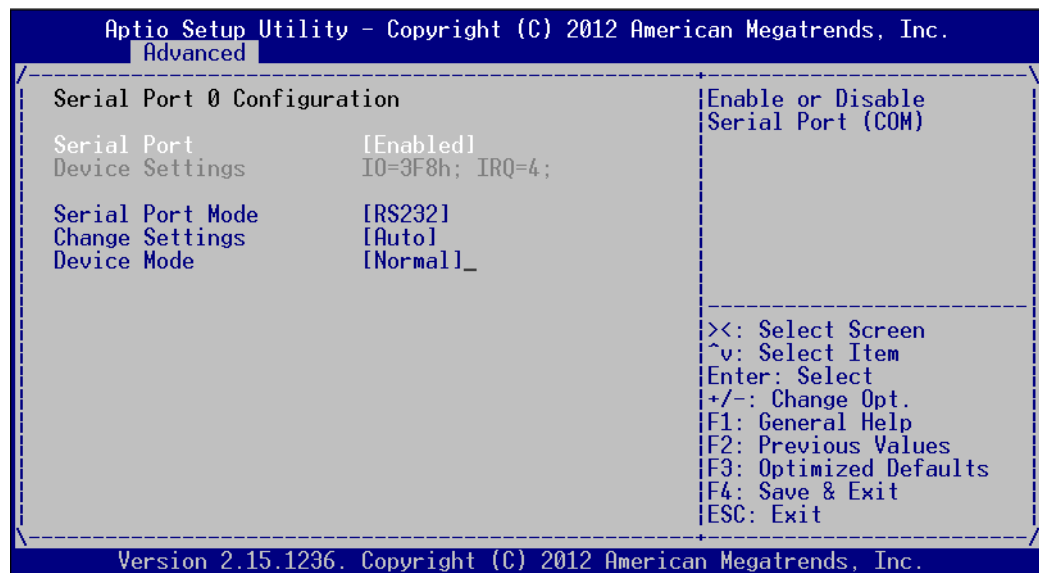 Aptio Setup Utility - Copyright (C) 2012 American Megatrends, Inc.
Advanced
Serial Port 0 Configuration
Serial Port [Enabled]
Device Settings IO=3F8h; IRQ=4;
Serial Port Mode [RS232]
Change Settings [Auto]
Device Mode [Normal]_
Enable or Disable
Serial Port (COM)
><: Select Screen
^v: Select Item
Enter: Select
+/-: Change Opt.
F1: General Help
F2: Previous Values
F3: Optimized Defaults
F4: Save & Exit
ESC: Exit
Version 2.15.1236. Copyright (C) 2012 American Megatrends, Inc.